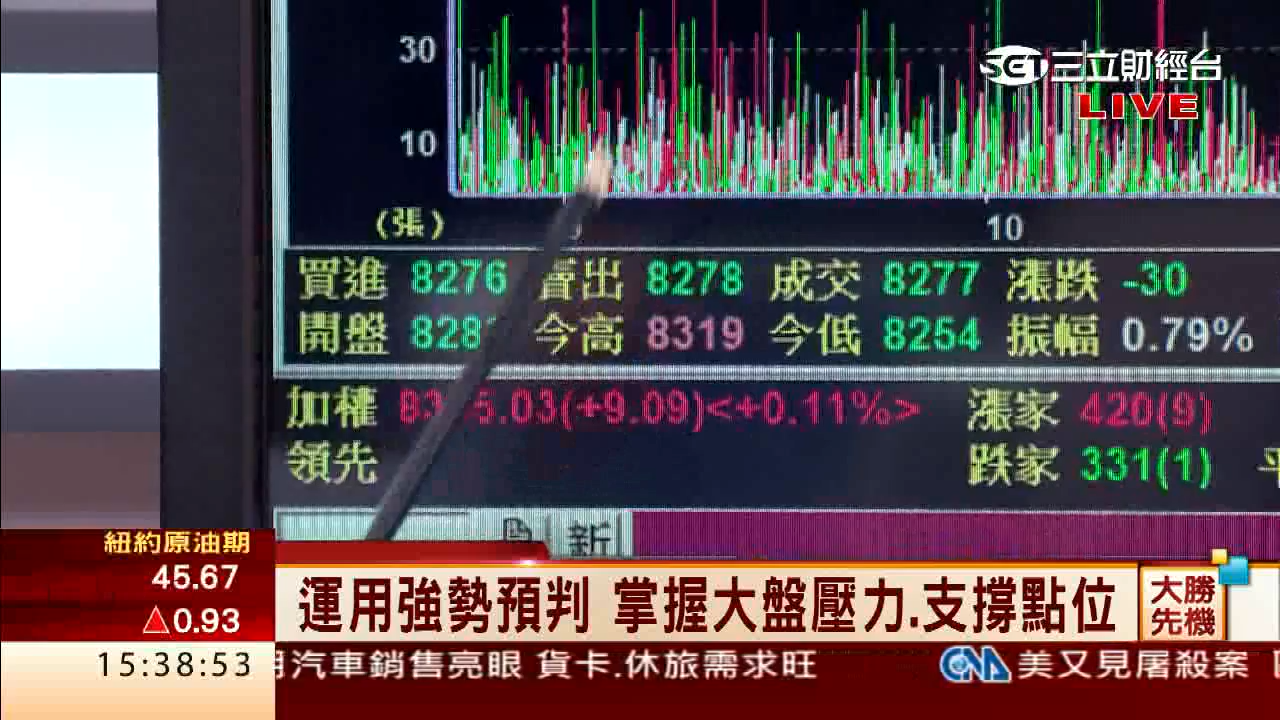 30
三立財經台
LIVE
10
(張)
10
買進 8276 賣出 8278 成交 8277 漲跌 -30
開盤 828 今高 8319 今低 8254 振幅 0.79%
加權 83 5.03(+9.09)<+0.11%> 漲家 420(9)
領先 跌家 331(1)
新
紐約原油期
45.67
△0.93
運用強勢預判 掌握大盤壓力.支撐點位
大勝
先機
15:38:53
汽車銷售亮眼 貨卡.休旅需求旺 CNA 美又見屠殺案